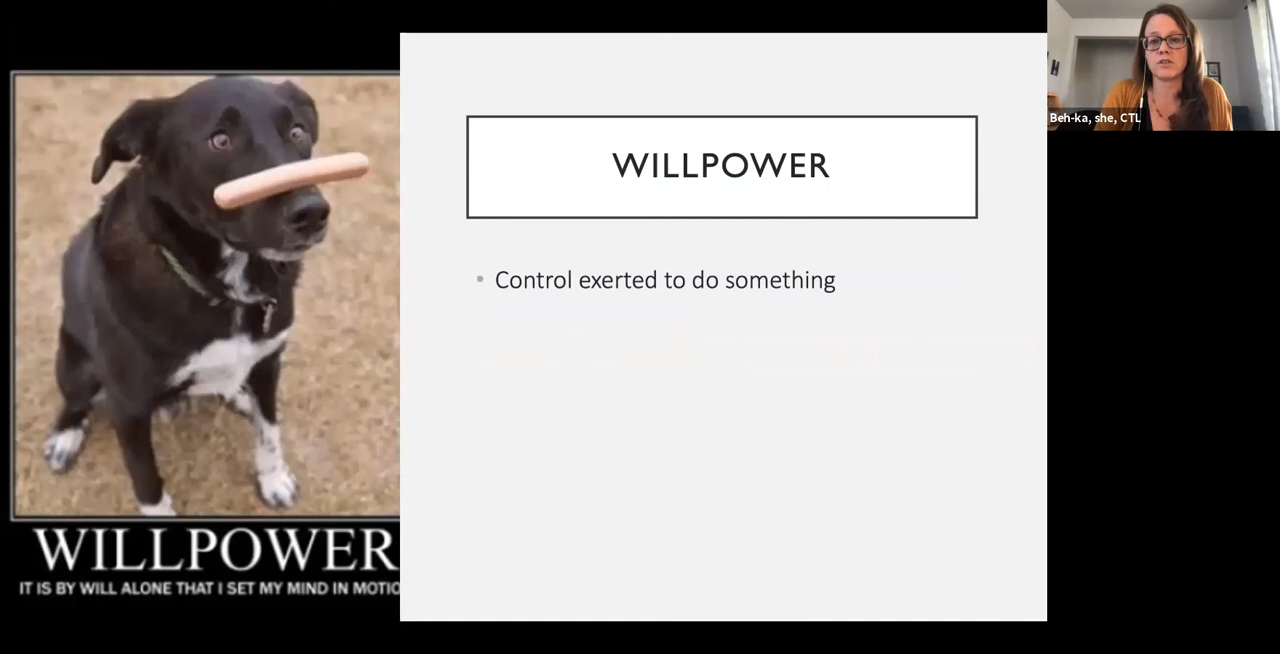 WILLPOWER
IT IS BY WILL ALONE THAT I SET MY MIND IN MOTIO
WILLPOWER
• Control exerted to do something
Beh-ka, she, CTL